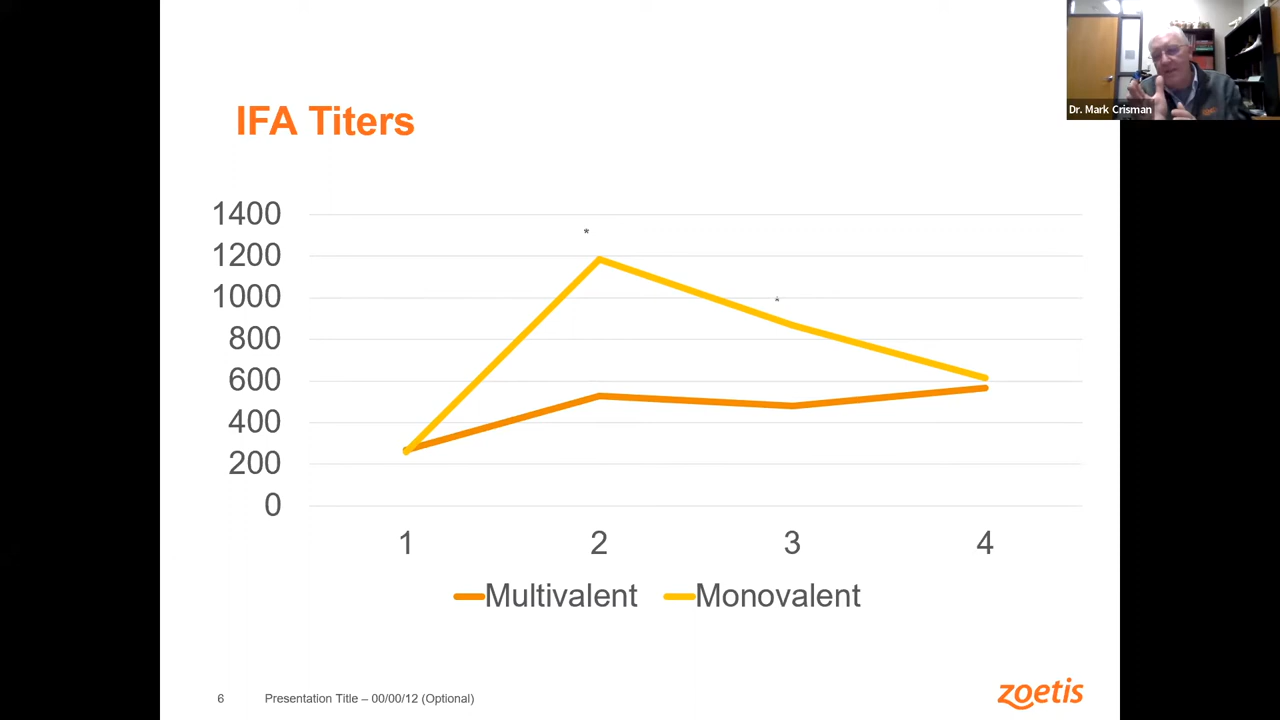 Dr. Mark Crisman
IFA Titers
1400
1200
1000
800
600
400
200
0
*
*
1 2 3 4
Multivalent Monovalent
6 Presentation Title – 00/00/12 (Optional)
zoetis